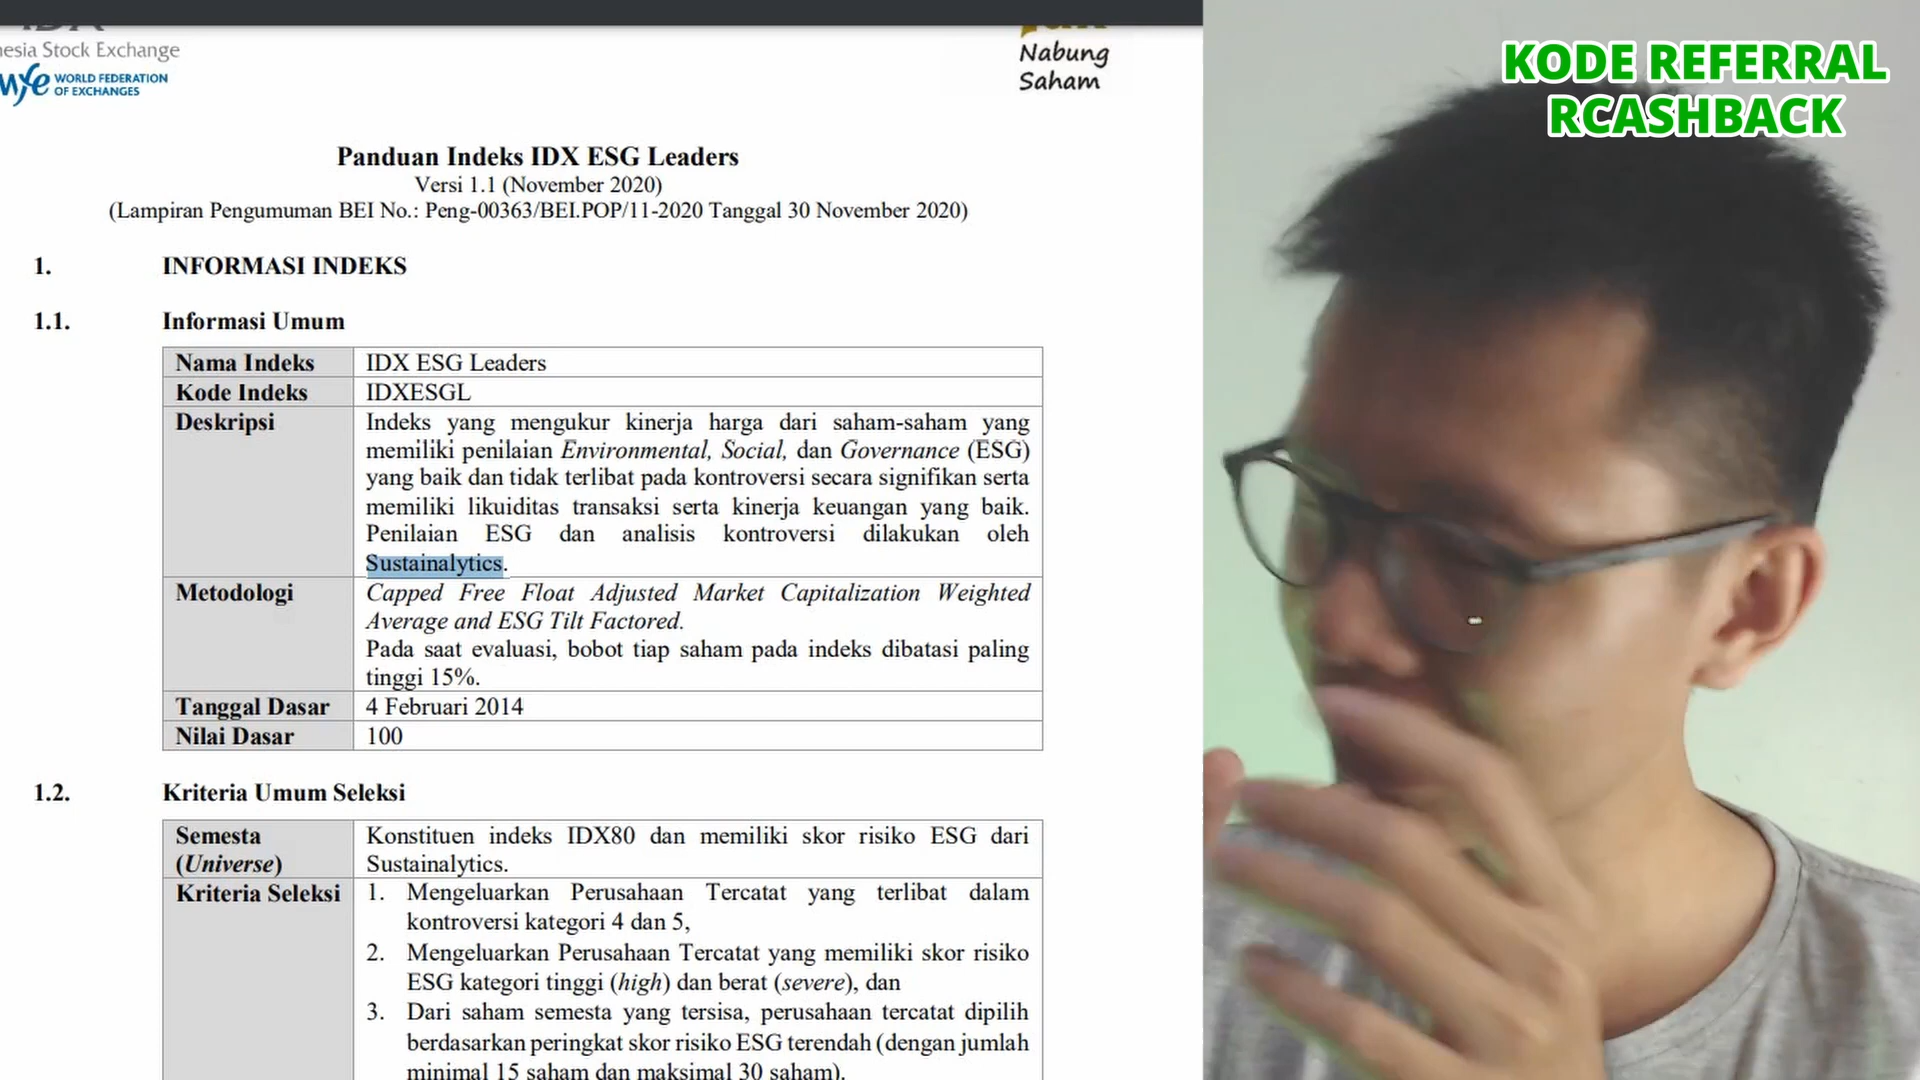 nesia Stock Exchange
WORLD FEDERATION
OF EXCHANGES
Nabung
Saham
KODE REFERRAL
RCASHBACK
Panduan Indeks IDX ESG Leaders
Versi 1.1 (November 2020)
(Lampiran Pengumuman BEI No.: Peng-00363/BEI.POP/11-2020 Tanggal 30 November 2020)
1. INFORMASI INDEKS
1.1. Informasi Umum
Nama Indeks IDX ESG Leaders
Kode Indeks IDXESGL
Deskripsi Indeks yang mengukur kinerja harga dari saham-saham yang
memiliki penilaian Environmental, Social, dan Governance (ESG)
yang baik dan tidak terlibat pada kontroversi secara signifikan serta
memiliki likuiditas transaksi serta kinerja keuangan yang baik.
Penilaian ESG dan analisis kontroversi dilakukan oleh
Sustainalytics.
Metodologi Capped Free Float Adjusted Market Capitalization Weighted
Average and ESG Tilt Factored.
Pada saat evaluasi, bobot tiap saham pada indeks dibatasi paling
tinggi 15%.
Tanggal Dasar 4 Februari 2014
Nilai Dasar 100
1.2. Kriteria Umum Seleksi
Semesta Konstituen indeks IDX80 dan memiliki skor risiko ESG dari
(Universe) Sustainalytics.
Kriteria Seleksi 1. Mengeluarkan Perusahaan Tercatat yang terlibat dalam
kontroversi kategori 4 dan 5,
2. Mengeluarkan Perusahaan Tercatat yang memiliki skor risiko
ESG kategori tinggi (high) dan berat (severe), dan
3. Dari saham semesta yang tersisa, perusahaan tercatat dipilih
berdasarkan peringkat skor risiko ESG terendah (dengan jumlah
minimal 15 saham dan maksimal 30 saham).